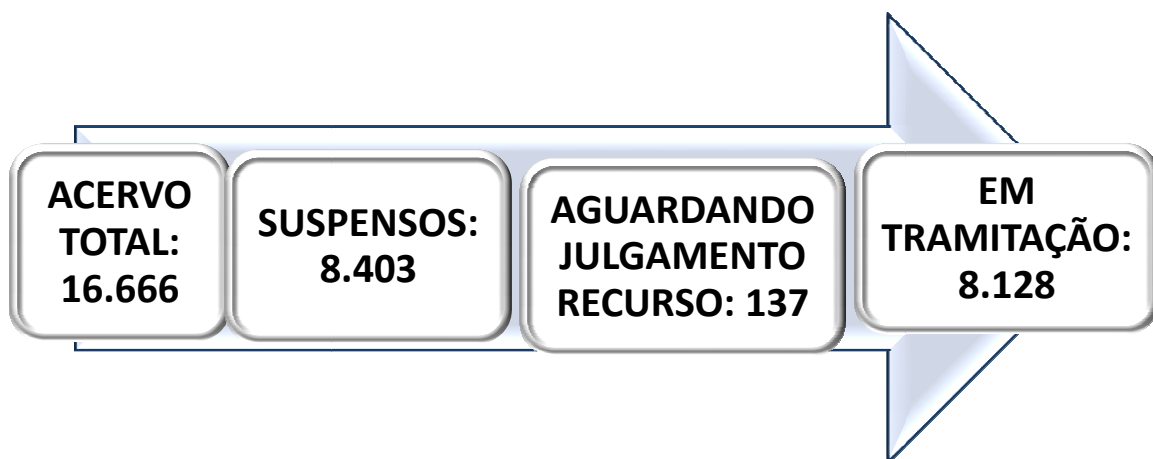 ACERVO
TOTAL:
16.666
SUSPENSOS:
8.403
AGUARDANDO
JULGAMENTO
RECURSO: 137
EM
TRAMITAÇÃO:
8.128